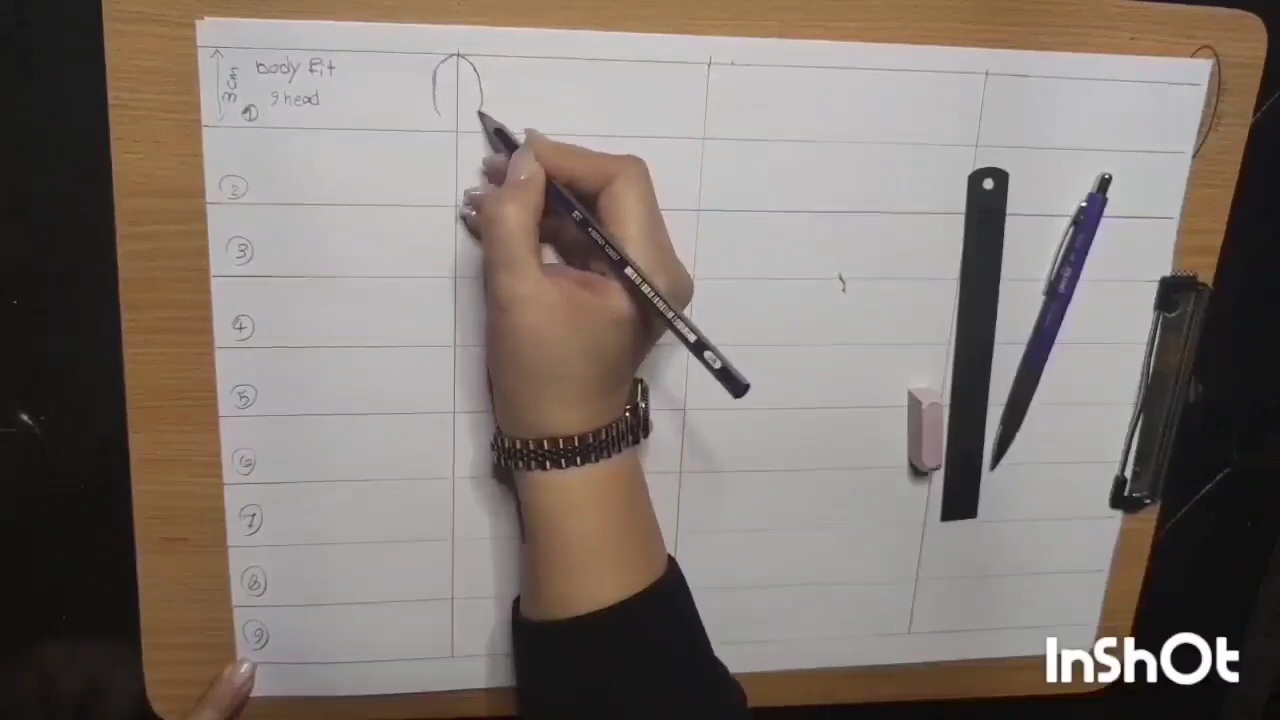 body fit
3cm
9 head
①
②
③
④
⑤
⑥
⑦
⑧
⑨
InShOt